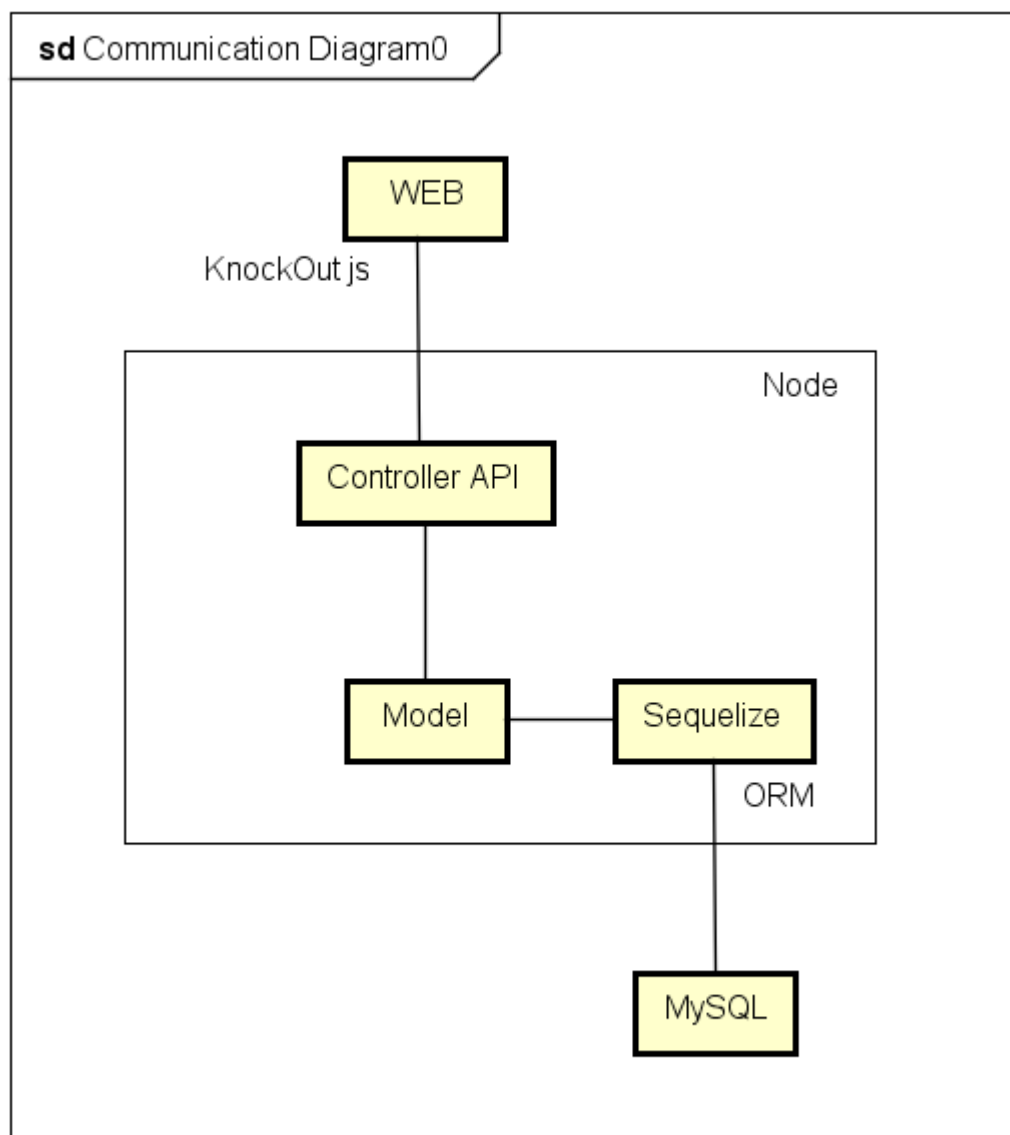 sd Communication Diagram0
WEB
KnockOut js
Node
Controller API
Model
Sequelize
ORM
MySQL